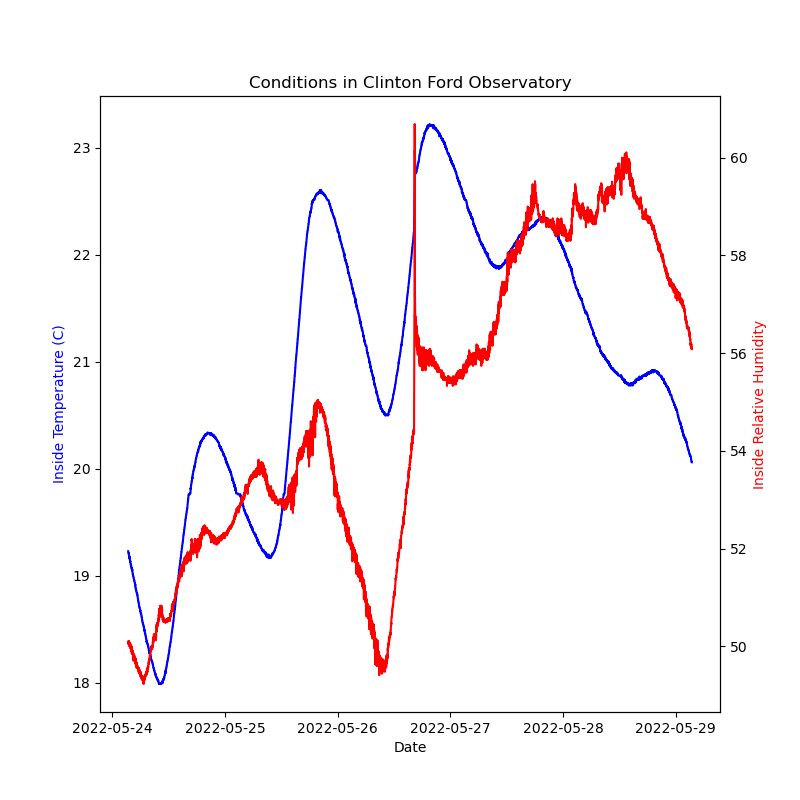 Conditions in Clinton Ford Observatory
23
22
21
20
19
18
Inside Temperature (C)
60
58
56
54
52
50
Inside Relative Humidity
2022-05-24 2022-05-25 2022-05-26 2022-05-27 2022-05-28 2022-05-29
Date